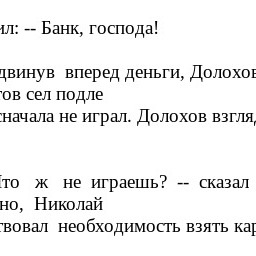 ил: -- Банк, господа!
двинув вперед деньги, Долохов
тов сел подле
сначала не играл. Долохов взгля
Что ж не играешь? -- сказал
но, Николай
твовал необходимость взять кар